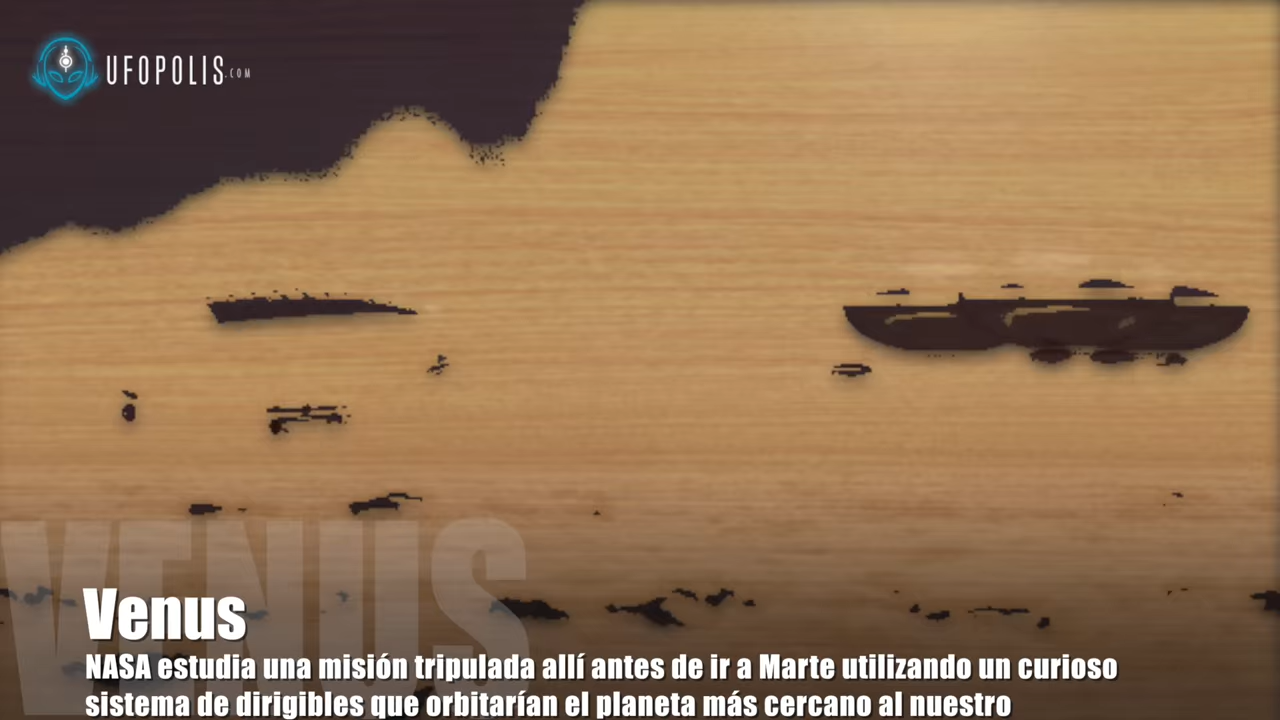 UFOPOLIS.COM
VENUS
Venus
NASA estudia una misión tripulada allí antes de ir a Marte utilizando un curioso
sistema de dirigibles que orbitarían el planeta más cercano al nuestro